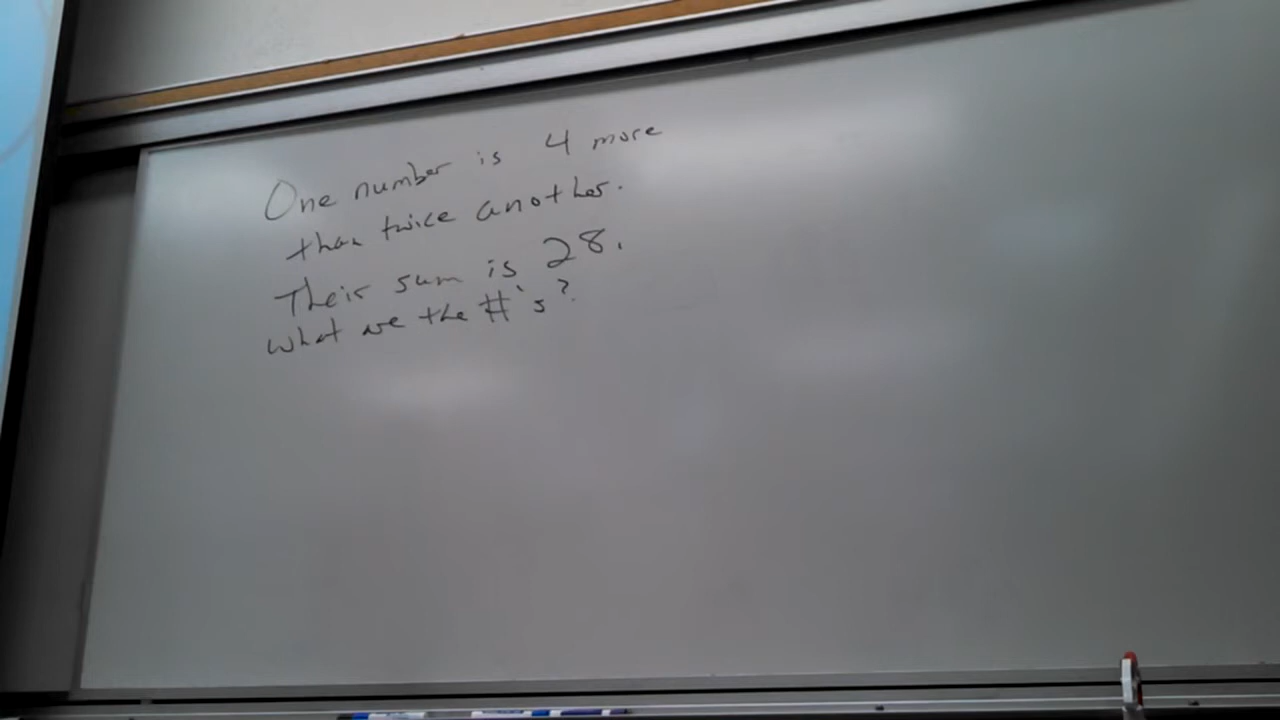 One number is 4 more
than twice another.
Their sum is 28.
What are the #'s?